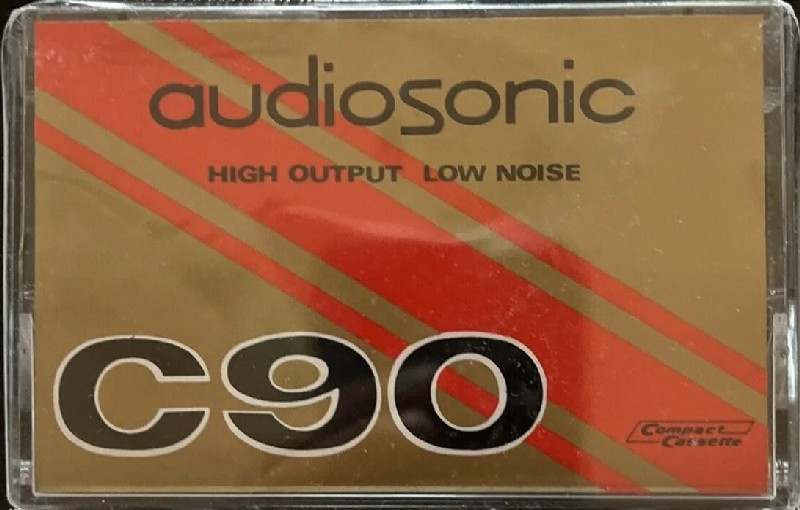 audiosonic
HIGH OUTPUT LOW NOISE
C90
Compact
Cassette